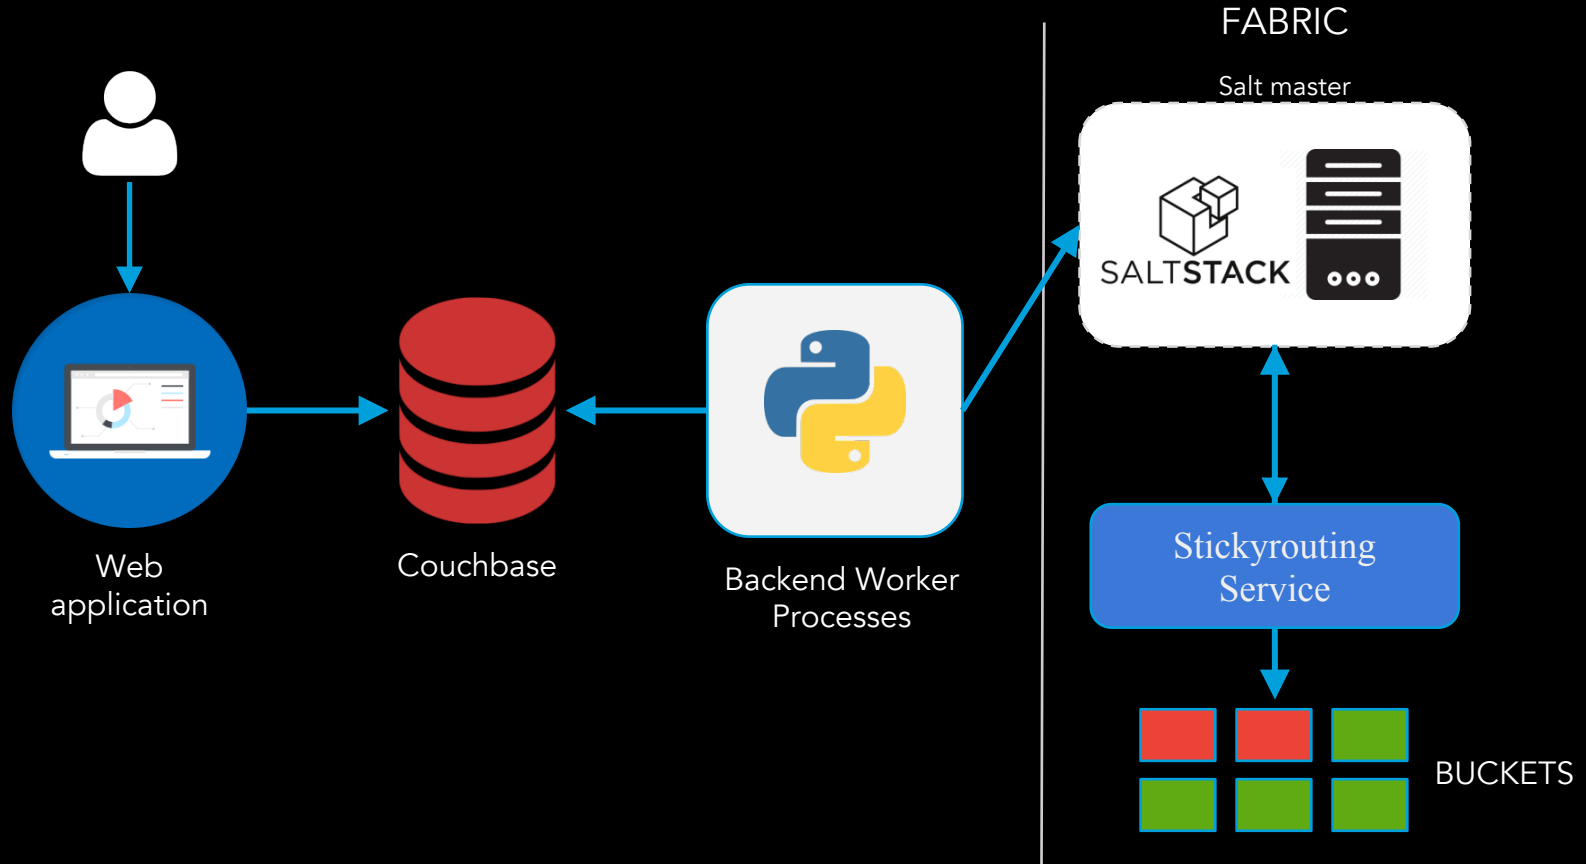 FABRIC
Salt master
SALTSTACK
Web
application
Couchbase
Backend Worker
Processes
Stickyrouting
Service
BUCKETS